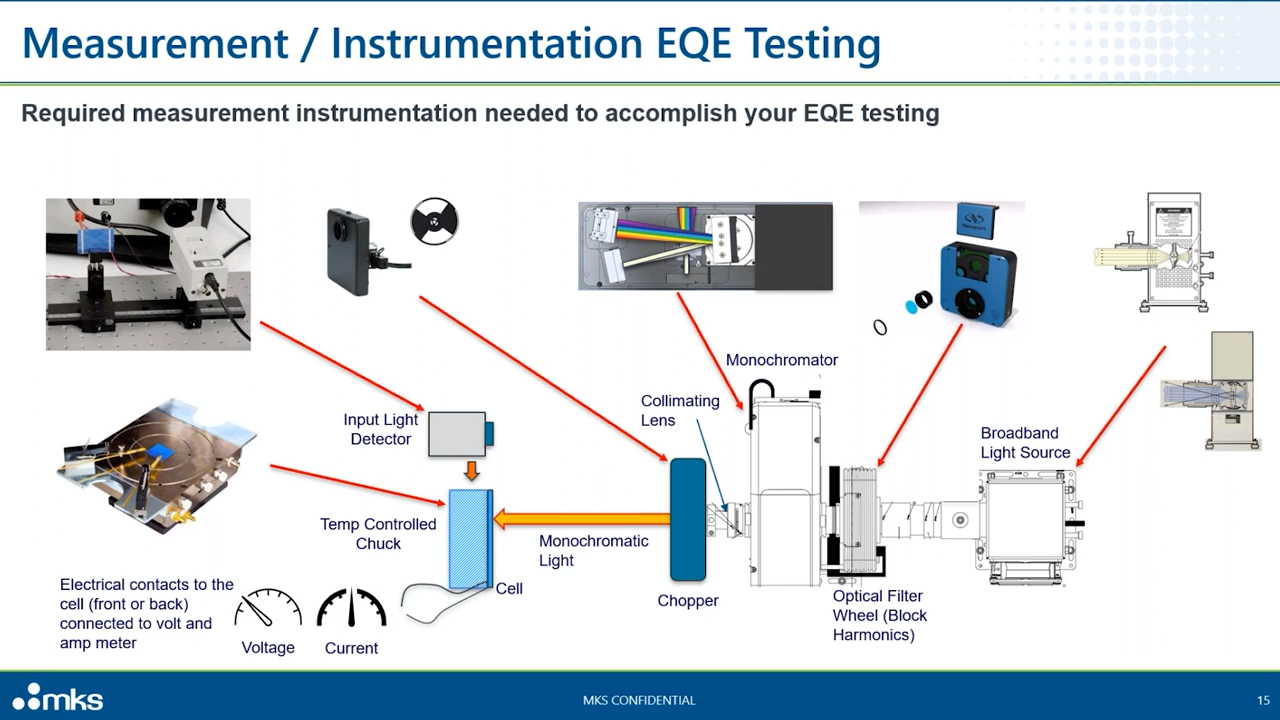 Measurement / Instrumentation EQE Testing
Required measurement instrumentation needed to accomplish your EQE testing
Newport
Monochromator
Collimating
Lens
Input Light
Detector
Broadband
Light Source
Temp Controlled
Chuck
Monochromatic
Light
Cell
Chopper
Optical Filter
Wheel (Block
Harmonics)
Electrical contacts to the
cell (front or back)
connected to volt and
amp meter
Voltage
Current
mks
MKS CONFIDENTIAL
15